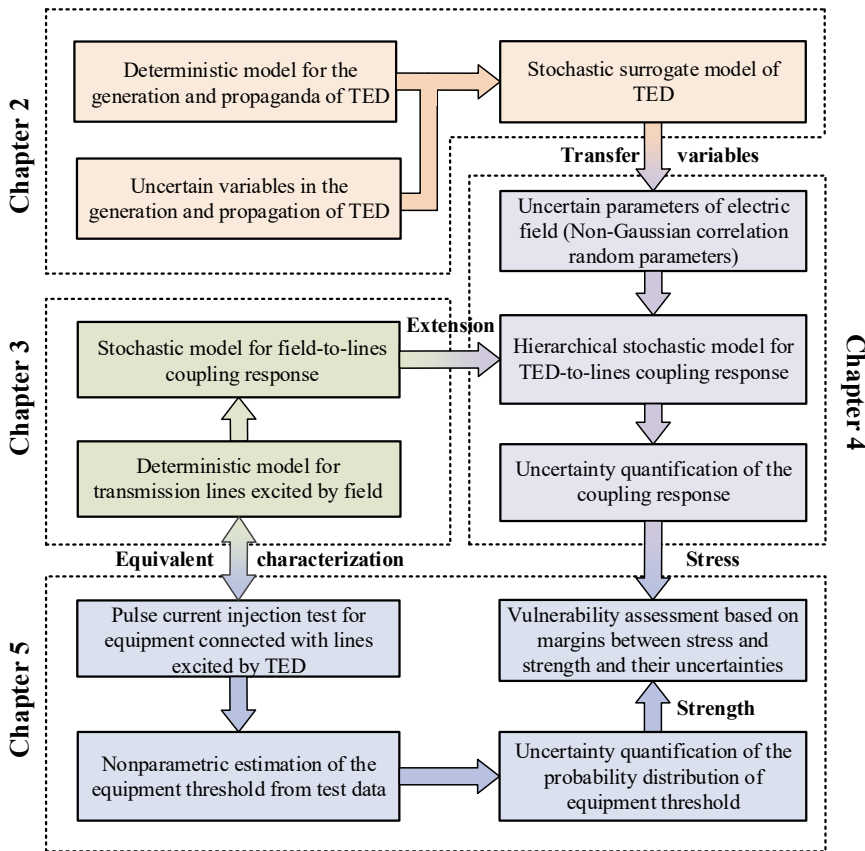 Chapter 2
Deterministic model for the
generation and propaganda of TED
Stochastic surrogate model of
TED
Uncertain variables in the
generation and propagation of TED
Transfer variables
Uncertain parameters of electric
field (Non-Gaussian correlation
random parameters)
Chapter 3
Stochastic model for field-to-lines
coupling response
Extension
Hierarchical stochastic model for
TED-to-lines coupling response
Chapter 4
Deterministic model for
transmission lines excited by field
Uncertainty quantification of the
coupling response
Equivalent characterization
Stress
Chapter 5
Pulse current injection test for
equipment connected with lines
excited by TED
Vulnerability assessment based on
margins between stress and
strength and their uncertainties
Strength
Nonparametric estimation of the
equipment threshold from test data
Uncertainty quantification of the
probability distribution of
equipment threshold